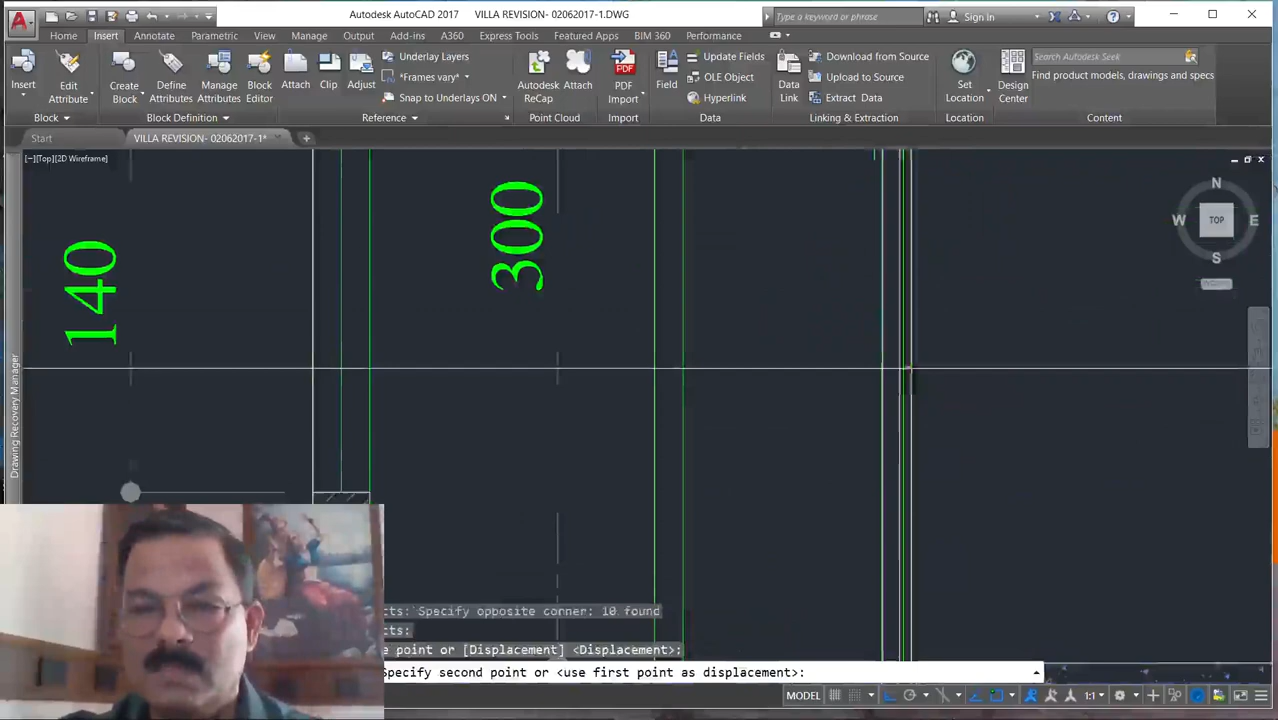 Autodesk AutoCAD 2017 VILLA REVISION- 02062017-1.DWG
Type a keyword or phrase
Sign In
Home Insert Annotate Parametric View Manage Output Add-ins A360 Express Tools Featured Apps BIM 360 Performance
Insert
Edit Attribute
Create Block
Define Attributes
Manage Attributes
Block Editor
Attach
Clip
Adjust
Underlay Layers
*Frames vary*
Snap to Underlays ON
Autodesk ReCap
Attach
PDF Import
Field
Update Fields
OLE Object
Hyperlink
Data Link
Download from Source
Upload to Source
Extract Data
Set Location
Design Center
Search Autodesk Seek
Find product models, drawings and specs
Block
Block Definition
Reference
Point Cloud
Import
Data
Linking & Extraction
Location
Content
Start
VILLA REVISION- 02062017-1*
[−][Top][2D Wireframe]
N
W TOP E
S
300
140
Drawing Recovery Manager
cts: Specify opposite corner: 10 found
cts:
e point or [Displacement] <Displacement>:
Specify second point or <use first point as displacement>:
MODEL
1:1